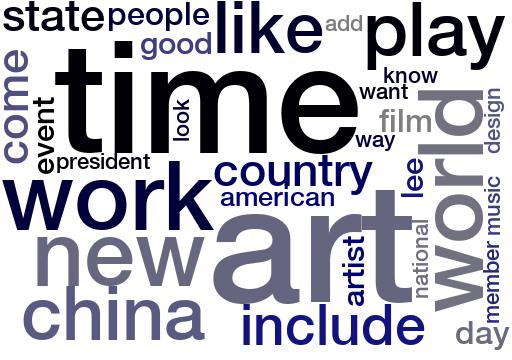 state
people
like
add
play
good
come
time
know
want
look
event
way
film
world
design
president
country
lee
work
american
art
new
artist
national
member
music
china
include
day